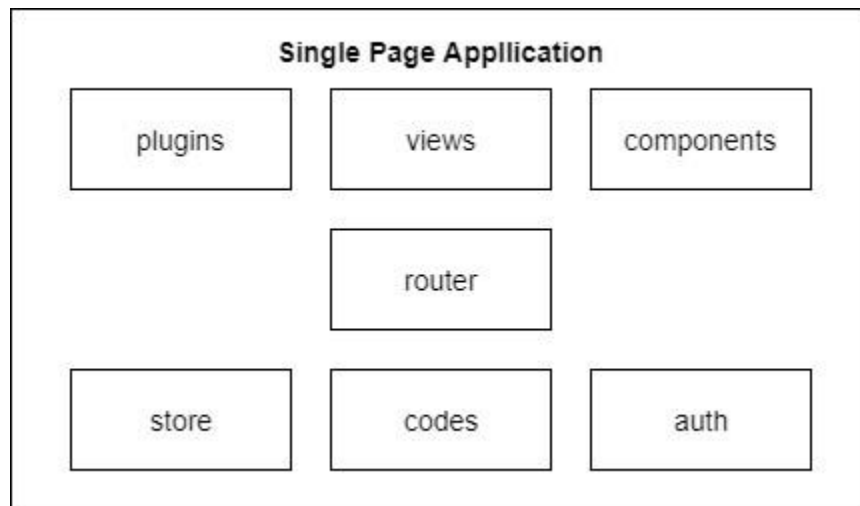 Single Page Appllication
plugins
views
components
router
store
codes
auth